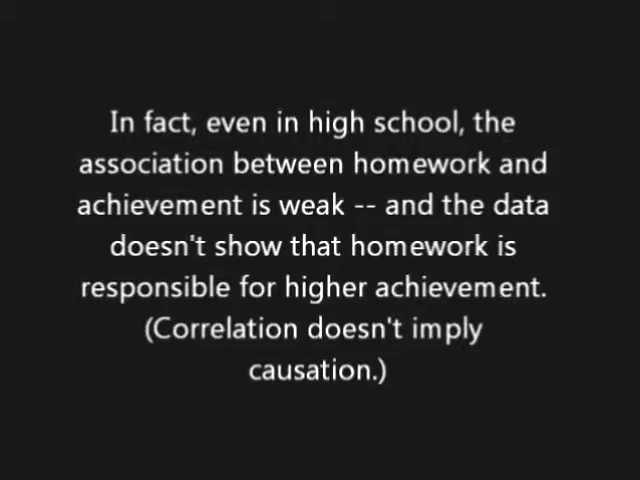 In fact, even in high school, the
association between homework and
achievement is weak -- and the data
doesn't show that homework is
responsible for higher achievement.
(Correlation doesn't imply
causation.)